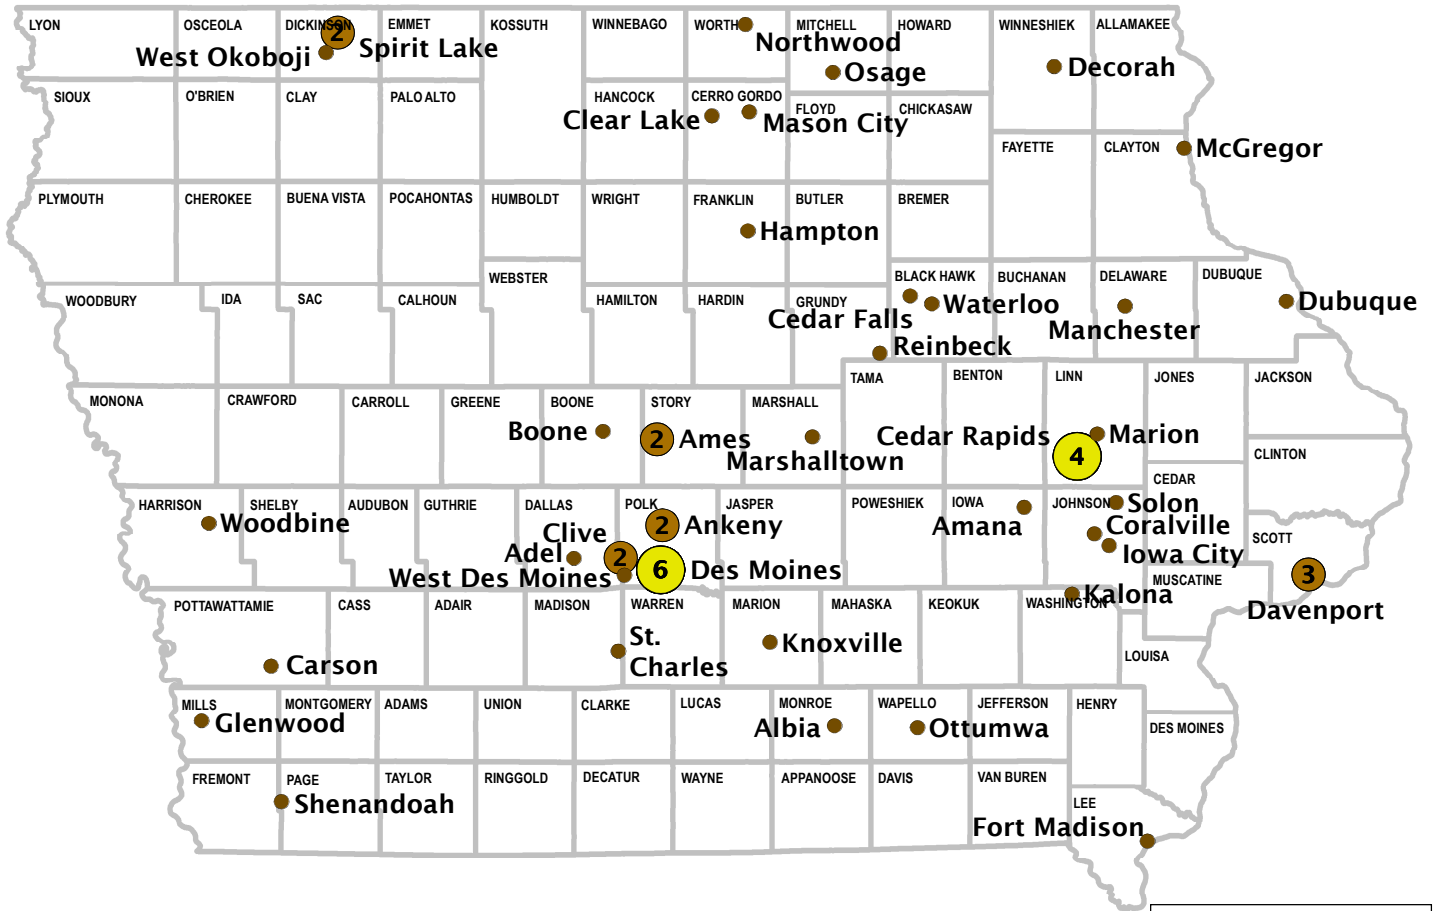 LYON
OSCEOLA
DICKINSON
EMMET
KOSSUTH
WINNEBAGO
WORTH
MITCHELL
HOWARD
WINNESHIEK
ALLAMAKEE
2
West Okoboji
Spirit Lake
Northwood
Osage
Decorah
SIOUX
O'BRIEN
CLAY
PALO ALTO
HANCOCK
CERRO GORDO
FLOYD
CHICKASAW
Clear Lake
Mason City
FAYETTE
CLAYTON
McGregor
PLYMOUTH
CHEROKEE
BUENA VISTA
POCAHONTAS
HUMBOLDT
WRIGHT
FRANKLIN
BUTLER
BREMER
Hampton
WEBSTER
BLACK HAWK
BUCHANAN
DELAWARE
DUBUQUE
WOODBURY
IDA
SAC
CALHOUN
HAMILTON
HARDIN
GRUNDY
Waterloo
Dubuque
Cedar Falls
Manchester
Reinbeck
TAMA
BENTON
LINN
JONES
JACKSON
MONONA
CRAWFORD
CARROLL
GREENE
BOONE
STORY
MARSHALL
Boone
2
Ames
Cedar Rapids
Marion
Marshalltown
4
CLINTON
CEDAR
HARRISON
SHELBY
AUDUBON
GUTHRIE
DALLAS
POLK
JASPER
POWESHIEK
IOWA
JOHNSON
Solon
Woodbine
Clive
2
Ankeny
Amana
Coralville
SCOTT
Adel
2
Iowa City
West Des Moines
6
Des Moines
MUSCATINE
3
Kalona
Davenport
POTTAWATTAMIE
CASS
ADAIR
MADISON
WARREN
MARION
MAHASKA
KEOKUK
WASHINGTON
St.
Charles
Knoxville
Carson
LOUISA
MILLS
MONTGOMERY
ADAMS
UNION
CLARKE
LUCAS
MONROE
WAPELLO
JEFFERSON
HENRY
Glenwood
Albia
Ottumwa
DES MOINES
FREMONT
PAGE
TAYLOR
RINGGOLD
DECATUR
WAYNE
APPANOOSE
DAVIS
VAN BUREN
Shenandoah
LEE
Fort Madison